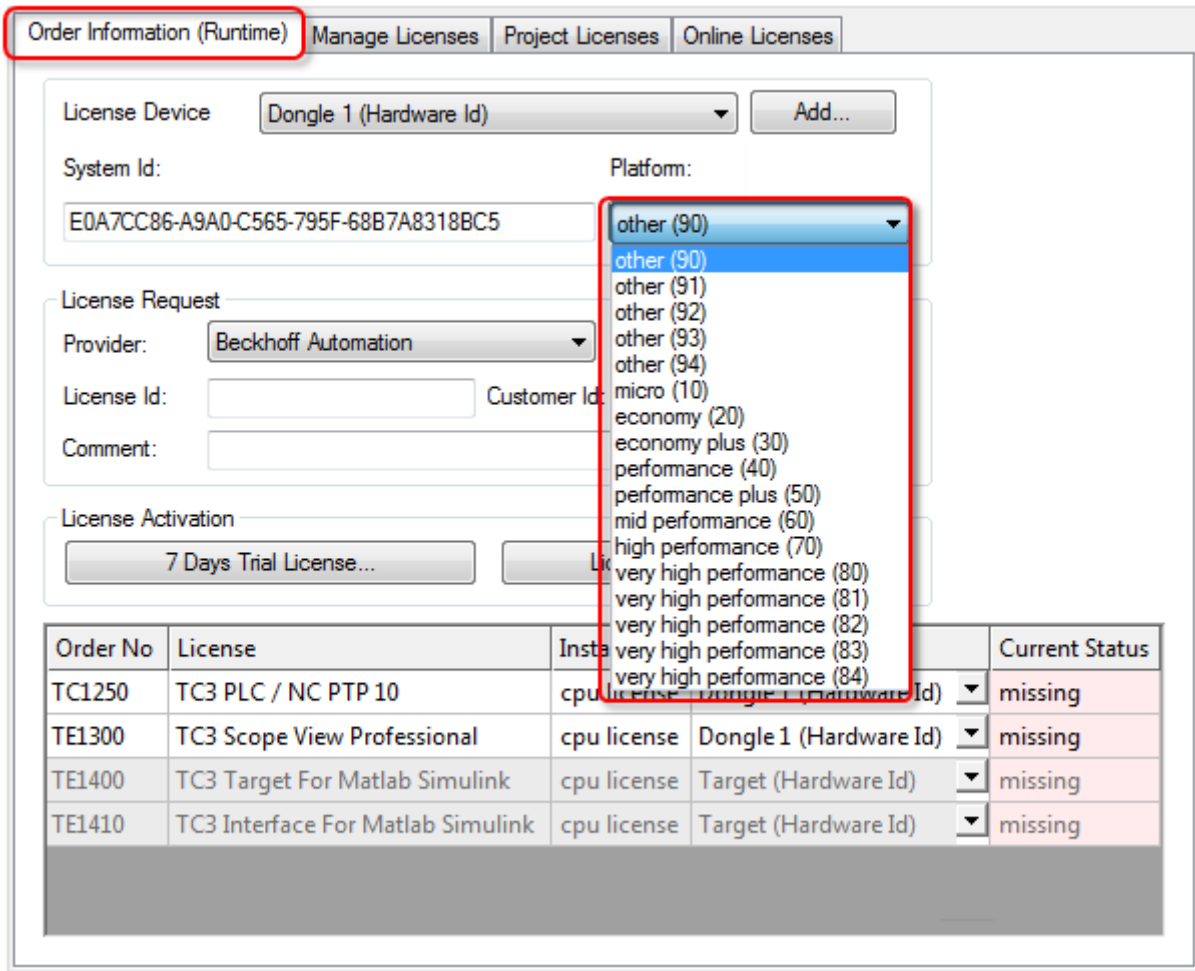 Order Information (Runtime) Manage Licenses Project Licenses Online Licenses
License Device Dongle 1 (Hardware Id) Add...
System Id: Platform:
E0A7CC86-A9A0-C565-795F-68B7A8318BC5 other (90)
other (90)
other (91)
other (92)
other (93)
other (94)
micro (10)
economy (20)
economy plus (30)
performance (40)
performance plus (50)
mid performance (60)
high performance (70)
very high performance (80)
very high performance (81)
very high performance (82)
very high performance (83)
very high performance (84)
License Request
Provider: Beckhoff Automation
License Id: Customer Id:
Comment:
License Activation
7 Days Trial License...
Order No License Current Status
TC1250 TC3 PLC / NC PTP 10 cpu license Dongle 1 (Hardware Id) missing
TE1300 TC3 Scope View Professional cpu license Dongle 1 (Hardware Id) missing
TE1400 TC3 Target For Matlab Simulink cpu license Target (Hardware Id) missing
TE1410 TC3 Interface For Matlab Simulink cpu license Target (Hardware Id) missing